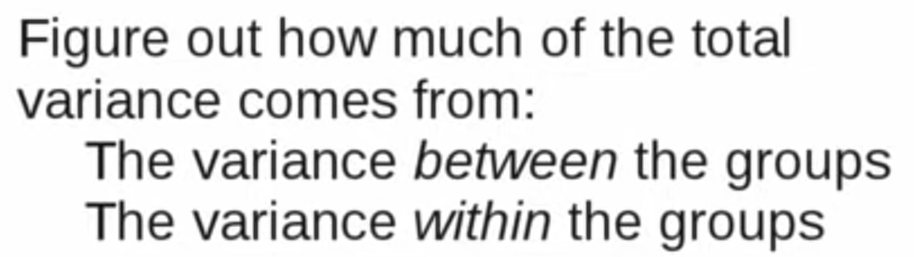 Figure out how much of the total
variance comes from:
The variance between the groups
The variance within the groups